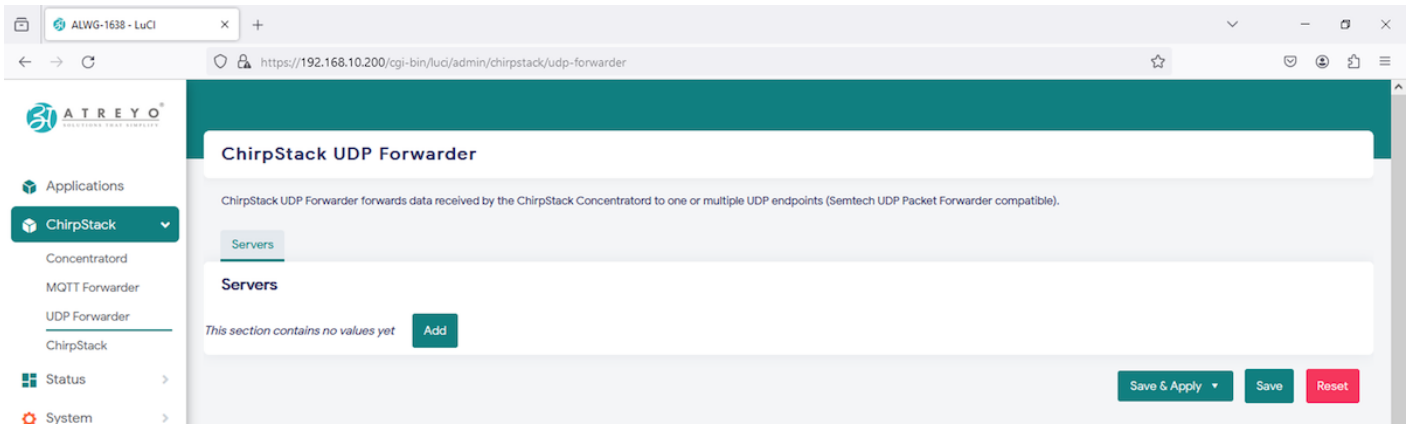 ALWG-1638 - LuCI
https://192.168.10.200/cgi-bin/luci/admin/chirpstack/udp-forwarder
ATREYO®
SOLUTIONS THAT SIMPLIFY
Applications
ChirpStack
Concentratord
MQTT Forwarder
UDP Forwarder
ChirpStack
Status
System
ChirpStack UDP Forwarder
ChirpStack UDP Forwarder forwards data received by the ChirpStack Concentratord to one or multiple UDP endpoints (Semtech UDP Packet Forwarder compatible).
Servers
Servers
This section contains no values yet Add
Save & Apply Save Reset